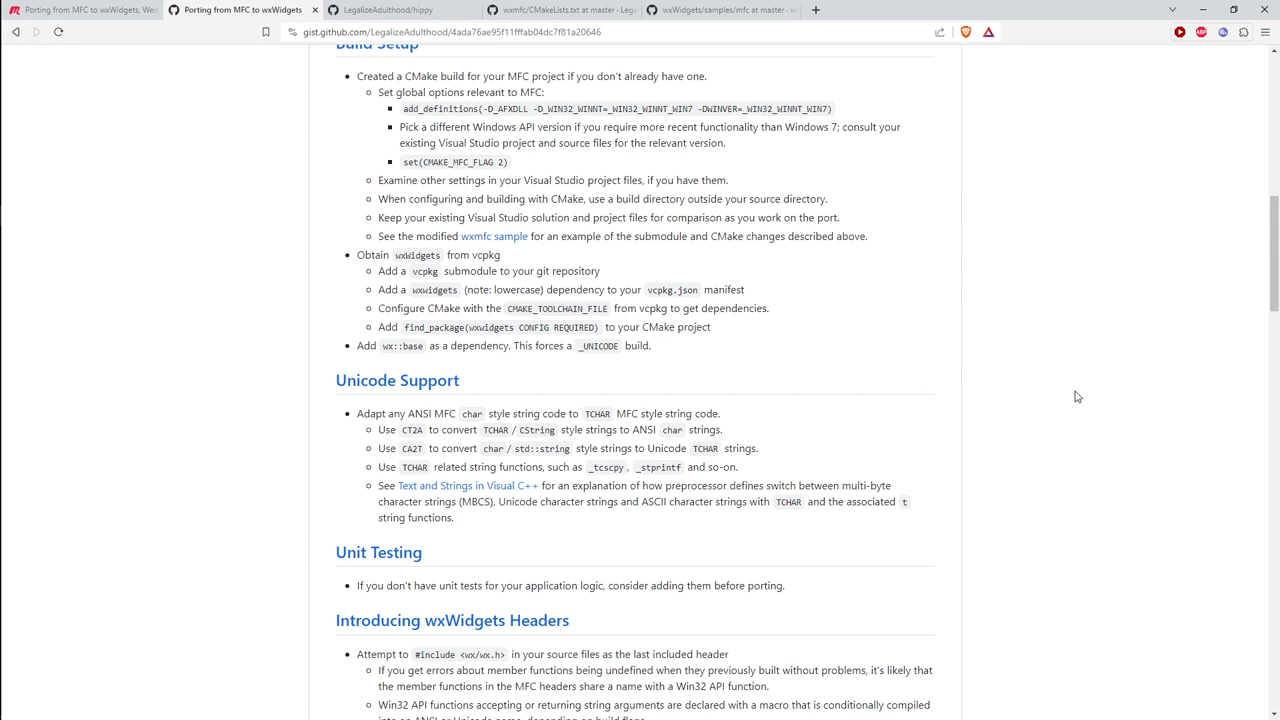 Porting from MFC to wxWidgets, Wed
Porting from MFC to wxWidgets
LegalizeAdulthood/hippy
wxmfc/CMakeLists.txt at master · Lega
wxWidgets/samples/mfc at master · w
gist.github.com/LegalizeAdulthood/4ada76ae95f11fffab04dc7f81a20646
Build Setup
• Created a CMake build for your MFC project if you don't already have one.
Set global options relevant to MFC:
add_definitions(-D_AFXDLL -D_WIN32_WINNT=_WIN32_WINNT_WIN7 -DWINVER=_WIN32_WINNT_WIN7)
Pick a different Windows API version if you require more recent functionality than Windows 7; consult your
existing Visual Studio project and source files for the relevant version.
set(CMAKE_MFC_FLAG 2)
Examine other settings in your Visual Studio project files, if you have them.
When configuring and building with CMake, use a build directory outside your source directory.
Keep your existing Visual Studio solution and project files for comparison as you work on the port.
See the modified wxmfc sample for an example of the submodule and CMake changes described above.
• Obtain wxWidgets from vcpkg
Add a vcpkg submodule to your git repository
Add a wxwidgets (note: lowercase) dependency to your vcpkg.json manifest
Configure CMake with the CMAKE_TOOLCHAIN_FILE from vcpkg to get dependencies.
Add find_package(wxwidgets CONFIG REQUIRED) to your CMake project
• Add wx::base as a dependency. This forces a _UNICODE build.
Unicode Support
• Adapt any ANSI MFC char style string code to TCHAR MFC style string code.
Use CT2A to convert TCHAR / CString style strings to ANSI char strings.
Use CA2T to convert char / std::string style strings to Unicode TCHAR strings.
Use TCHAR related string functions, such as _tcscpy , _stprintf and so-on.
See Text and Strings in Visual C++ for an explanation of how preprocessor defines switch between multi-byte
character strings (MBCS), Unicode character strings and ASCII character strings with TCHAR and the associated t
string functions.
Unit Testing
• If you don't have unit tests for your application logic, consider adding them before porting.
Introducing wxWidgets Headers
• Attempt to #include <wx/wx.h> in your source files as the last included header
If you get errors about member functions being undefined when they previously built without problems, it's likely that
the member functions in the MFC headers share a name with a Win32 API function.
Win32 API functions accepting or returning string arguments are declared with a macro that is conditionally compiled
into an ANSI or Unicode name, depending on build flags.